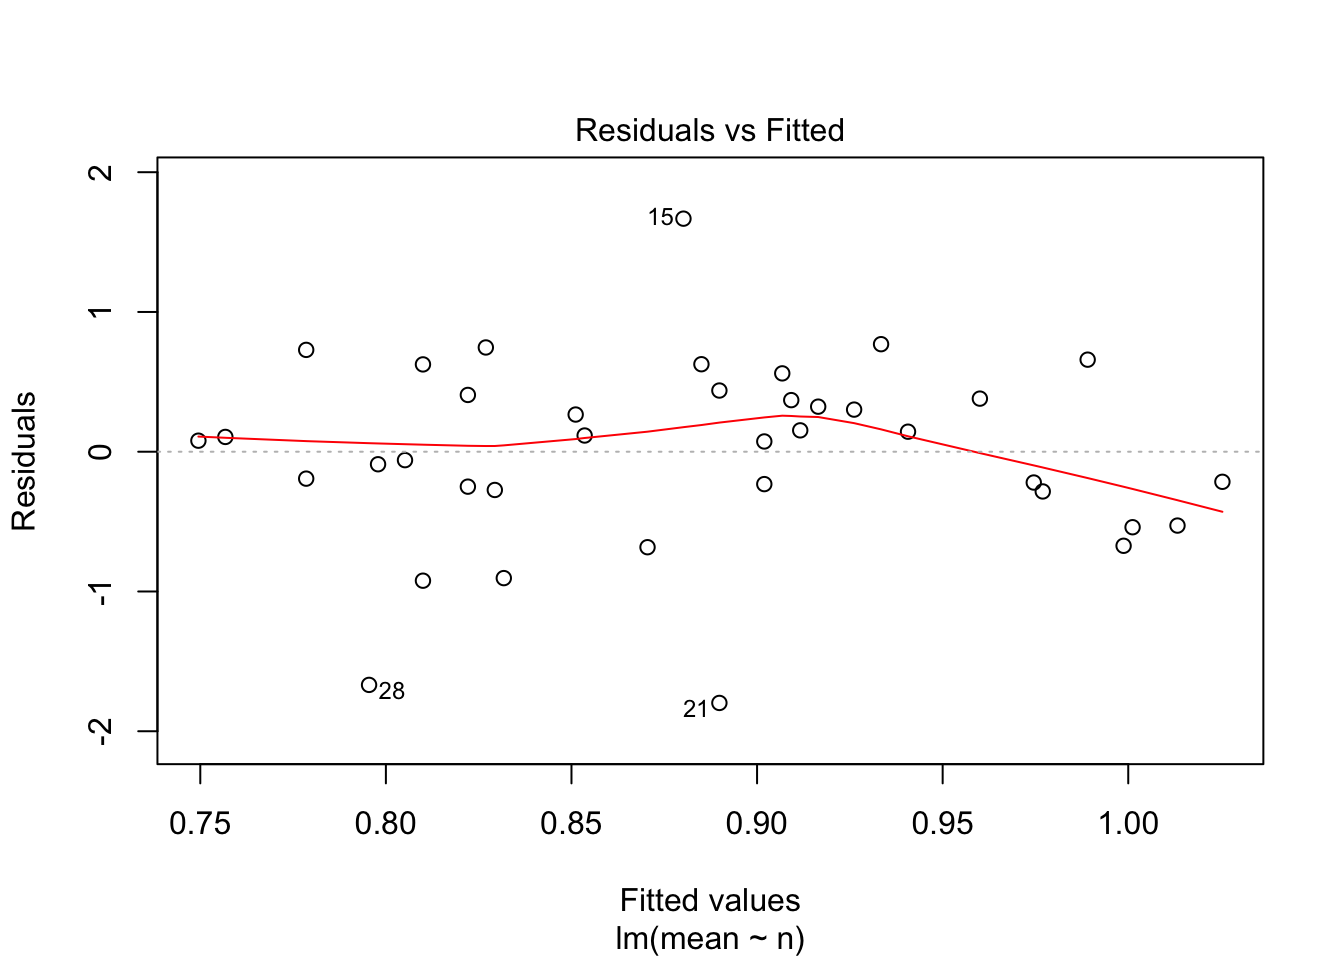 Residuals vs Fitted
Residuals
2
1
0
-1
-2
15
28
21
0.75 0.80 0.85 0.90 0.95 1.00
Fitted values
lm(mean ~ n)